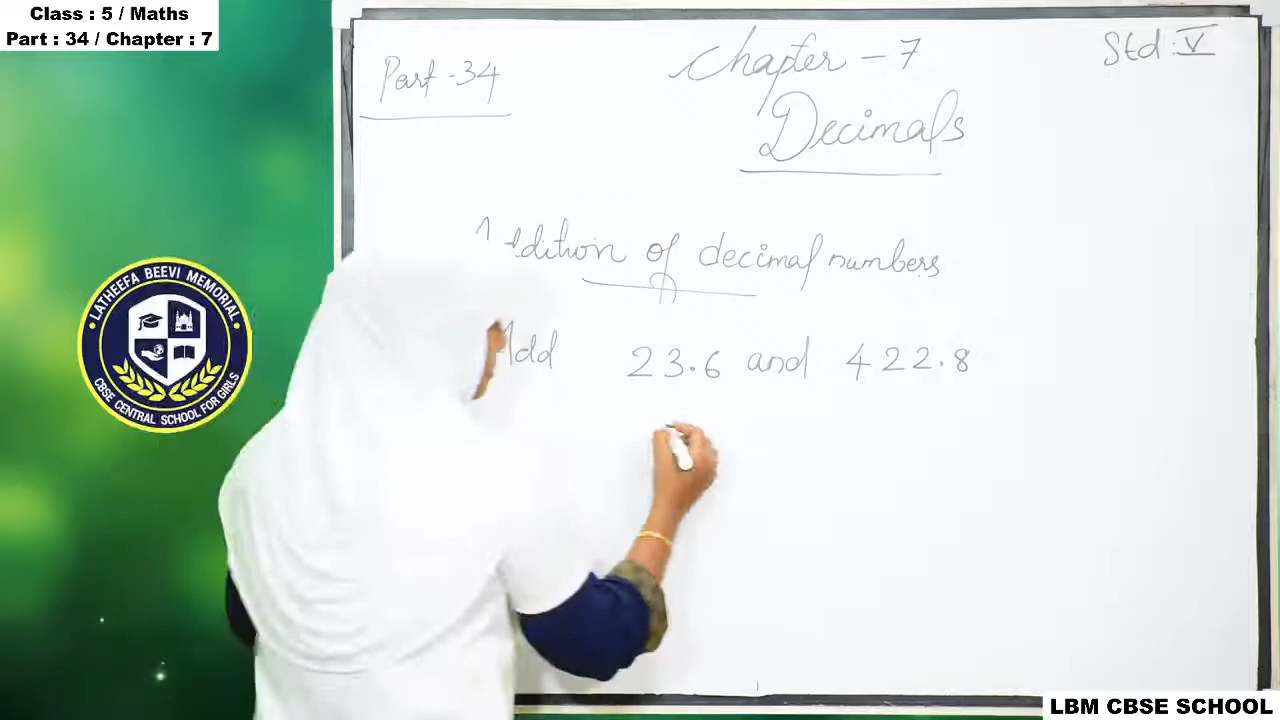 Class : 5 / Maths
Part : 34 / Chapter : 7
Part - 34
Chapter - 7
Std : V
Decimals
Addition of decimal numbers
Add 23.6 and 422.8
LATHEEFA BEEVI MEMORIAL
CBSE CENTRAL SCHOOL FOR GIRLS
LBM CBSE SCHOOL